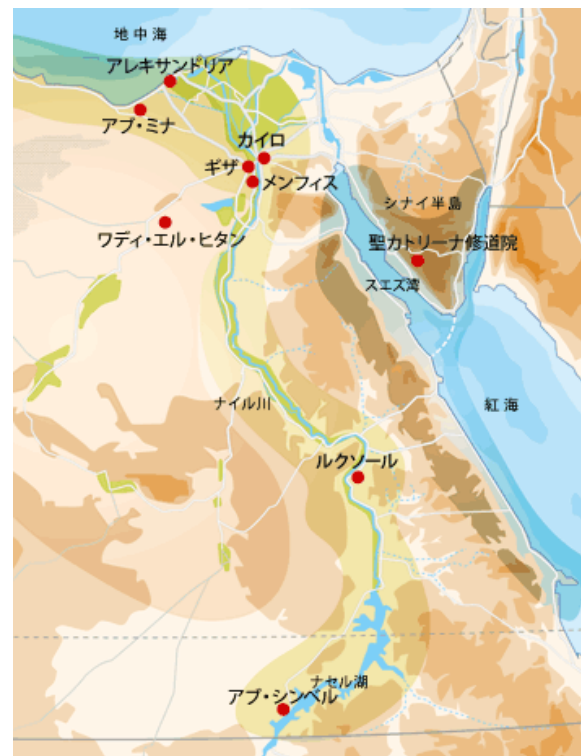 地中海
アレキサンドリア
アブ・ミナ
カイロ
ギザ
メンフィス
シナイ半島
ワディ・エル・ヒタン
聖カトリーナ修道院
スエズ湾
ナイル川
紅海
ルクソール
ナセル湖
アブ・シンベル